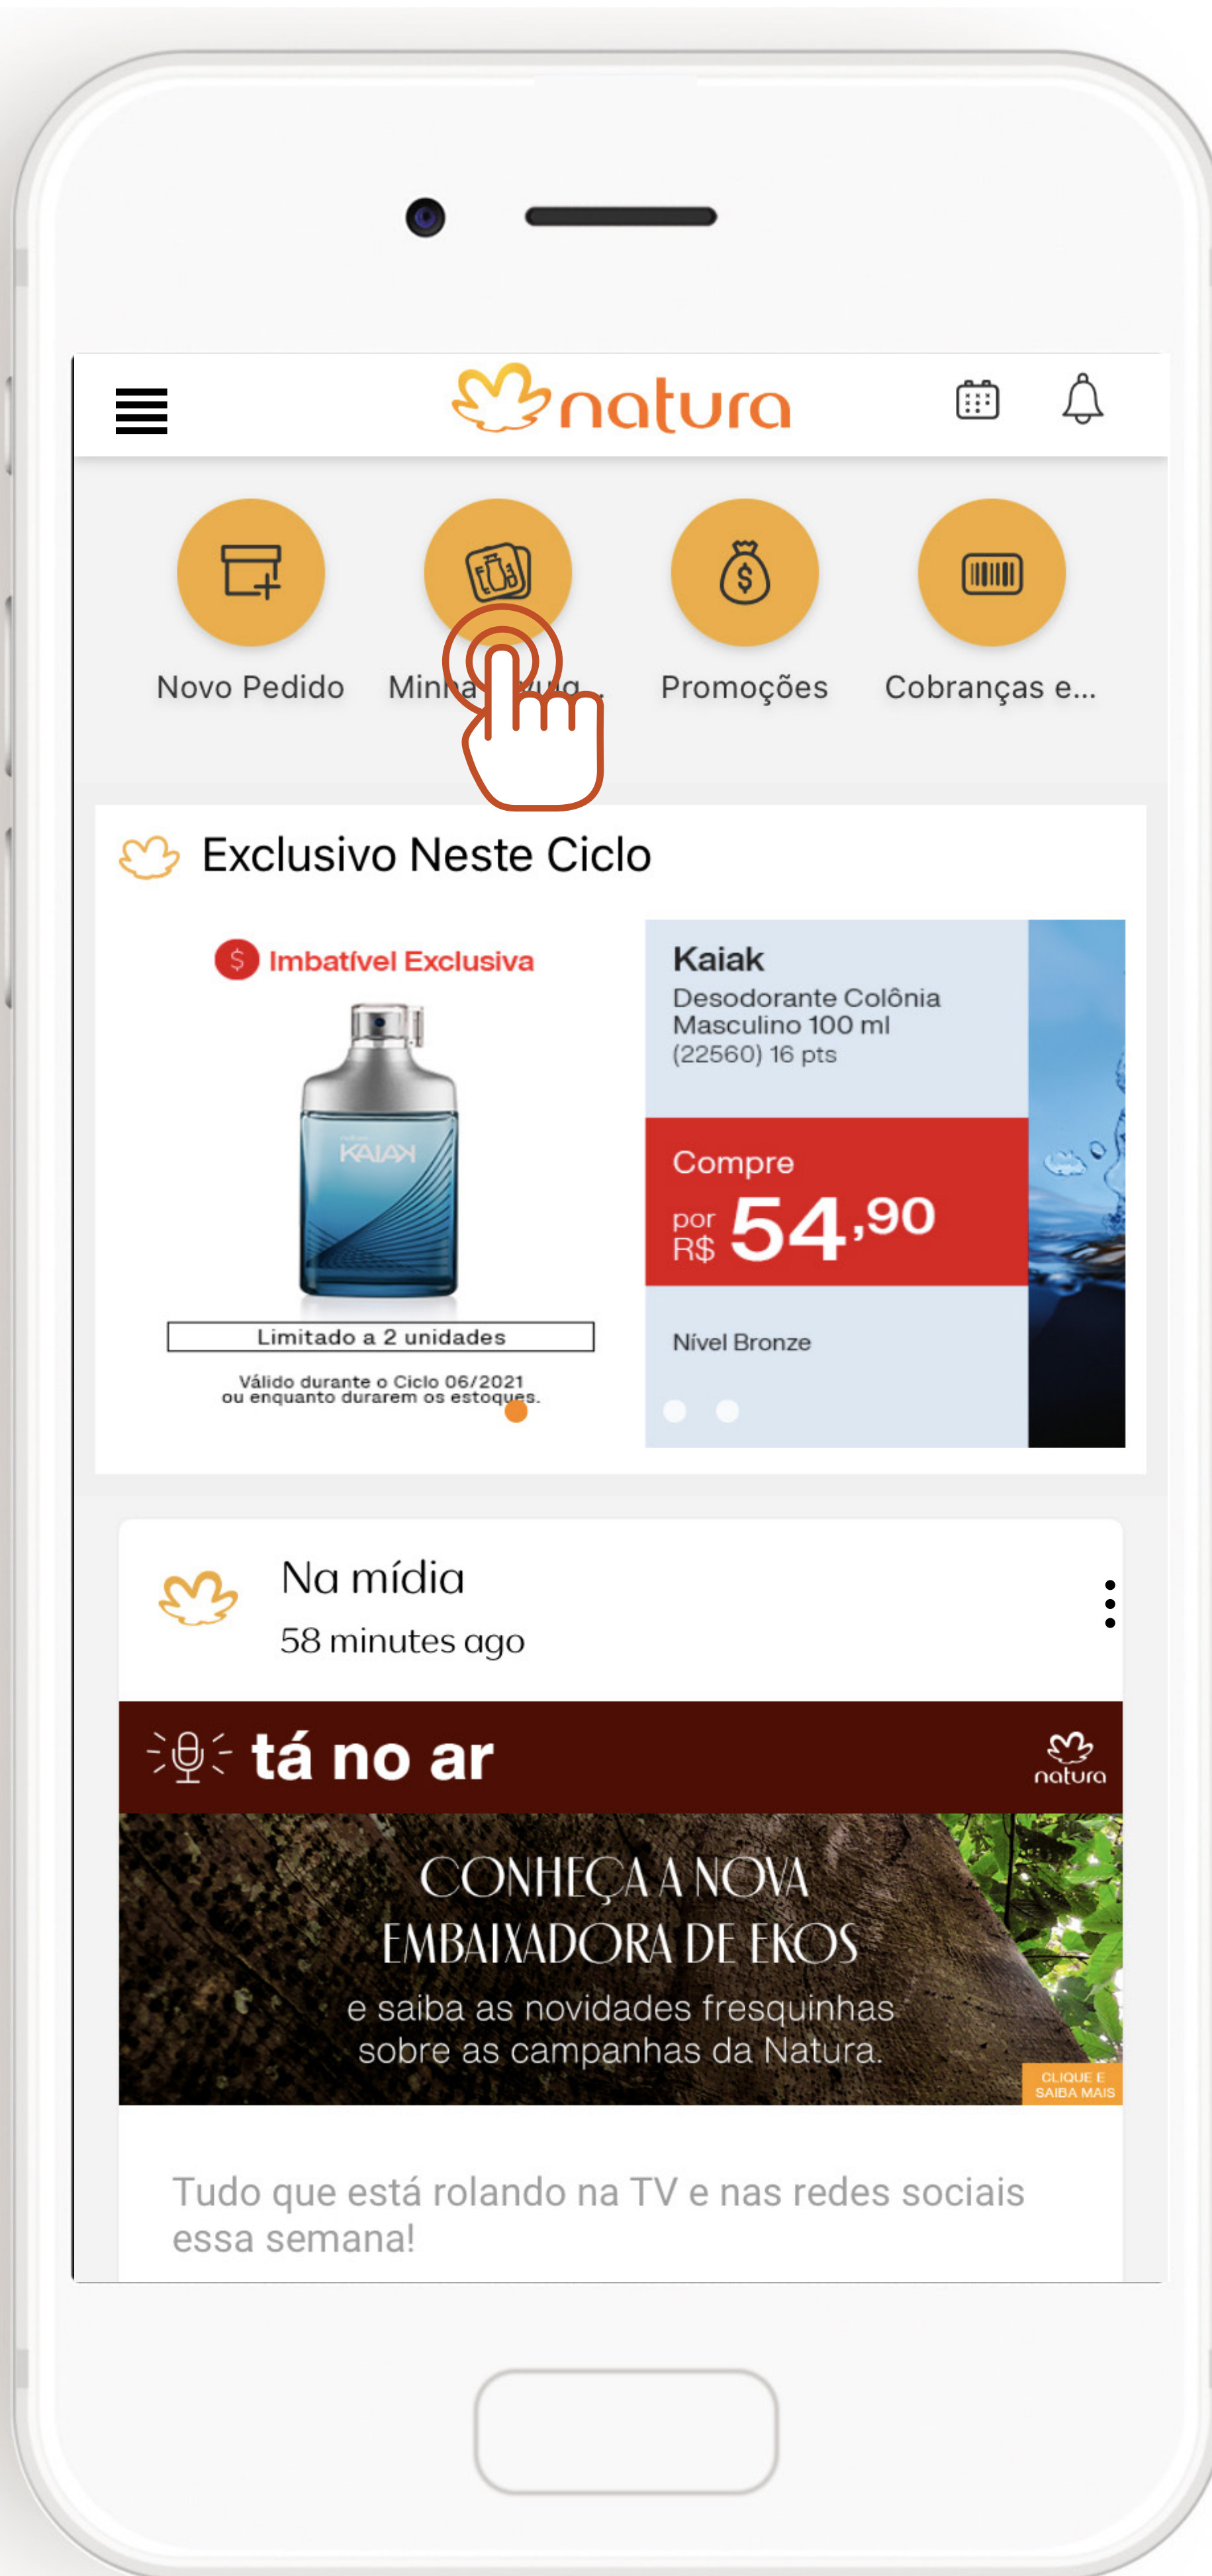 natura
Novo Pedido
Minha
Promoções
Cobranças e...
Exclusivo Neste Ciclo
$ Imbatível Exclusiva
KAIAK
Limitado a 2 unidades
Válido durante o Ciclo 06/2021
ou enquanto durarem os estoques.
Kaiak
Desodorante Colônia
Masculino 100 ml
(22560) 16 pts
Compre
por R$ 54,90
Nível Bronze
Na mídia
58 minutes ago
tá no ar
natura
CONHEÇA A NOVA
EMBAIXADORA DE EKOS
e saiba as novidades fresquinhas
sobre as campanhas da Natura.
CLIQUE E
SAIBA MAIS
Tudo que está rolando na TV e nas redes sociais
essa semana!